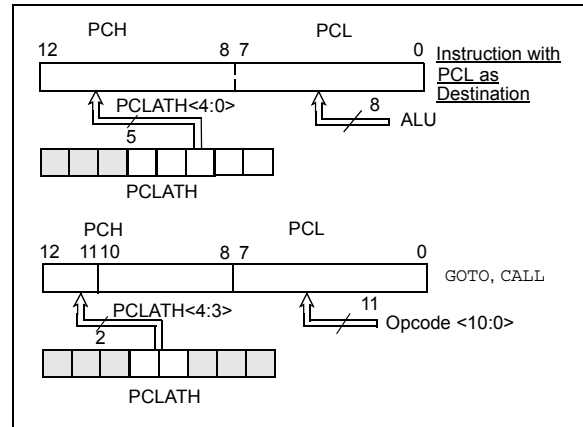 PCH PCL
12 8 7 0
Instruction with
PCL as
Destination
PCLATH<4:0>
5
8
ALU
PCLATH
PCH PCL
12 11 10 8 7 0
GOTO, CALL
PCLATH<4:3>
2
11
Opcode <10:0>
PCLATH